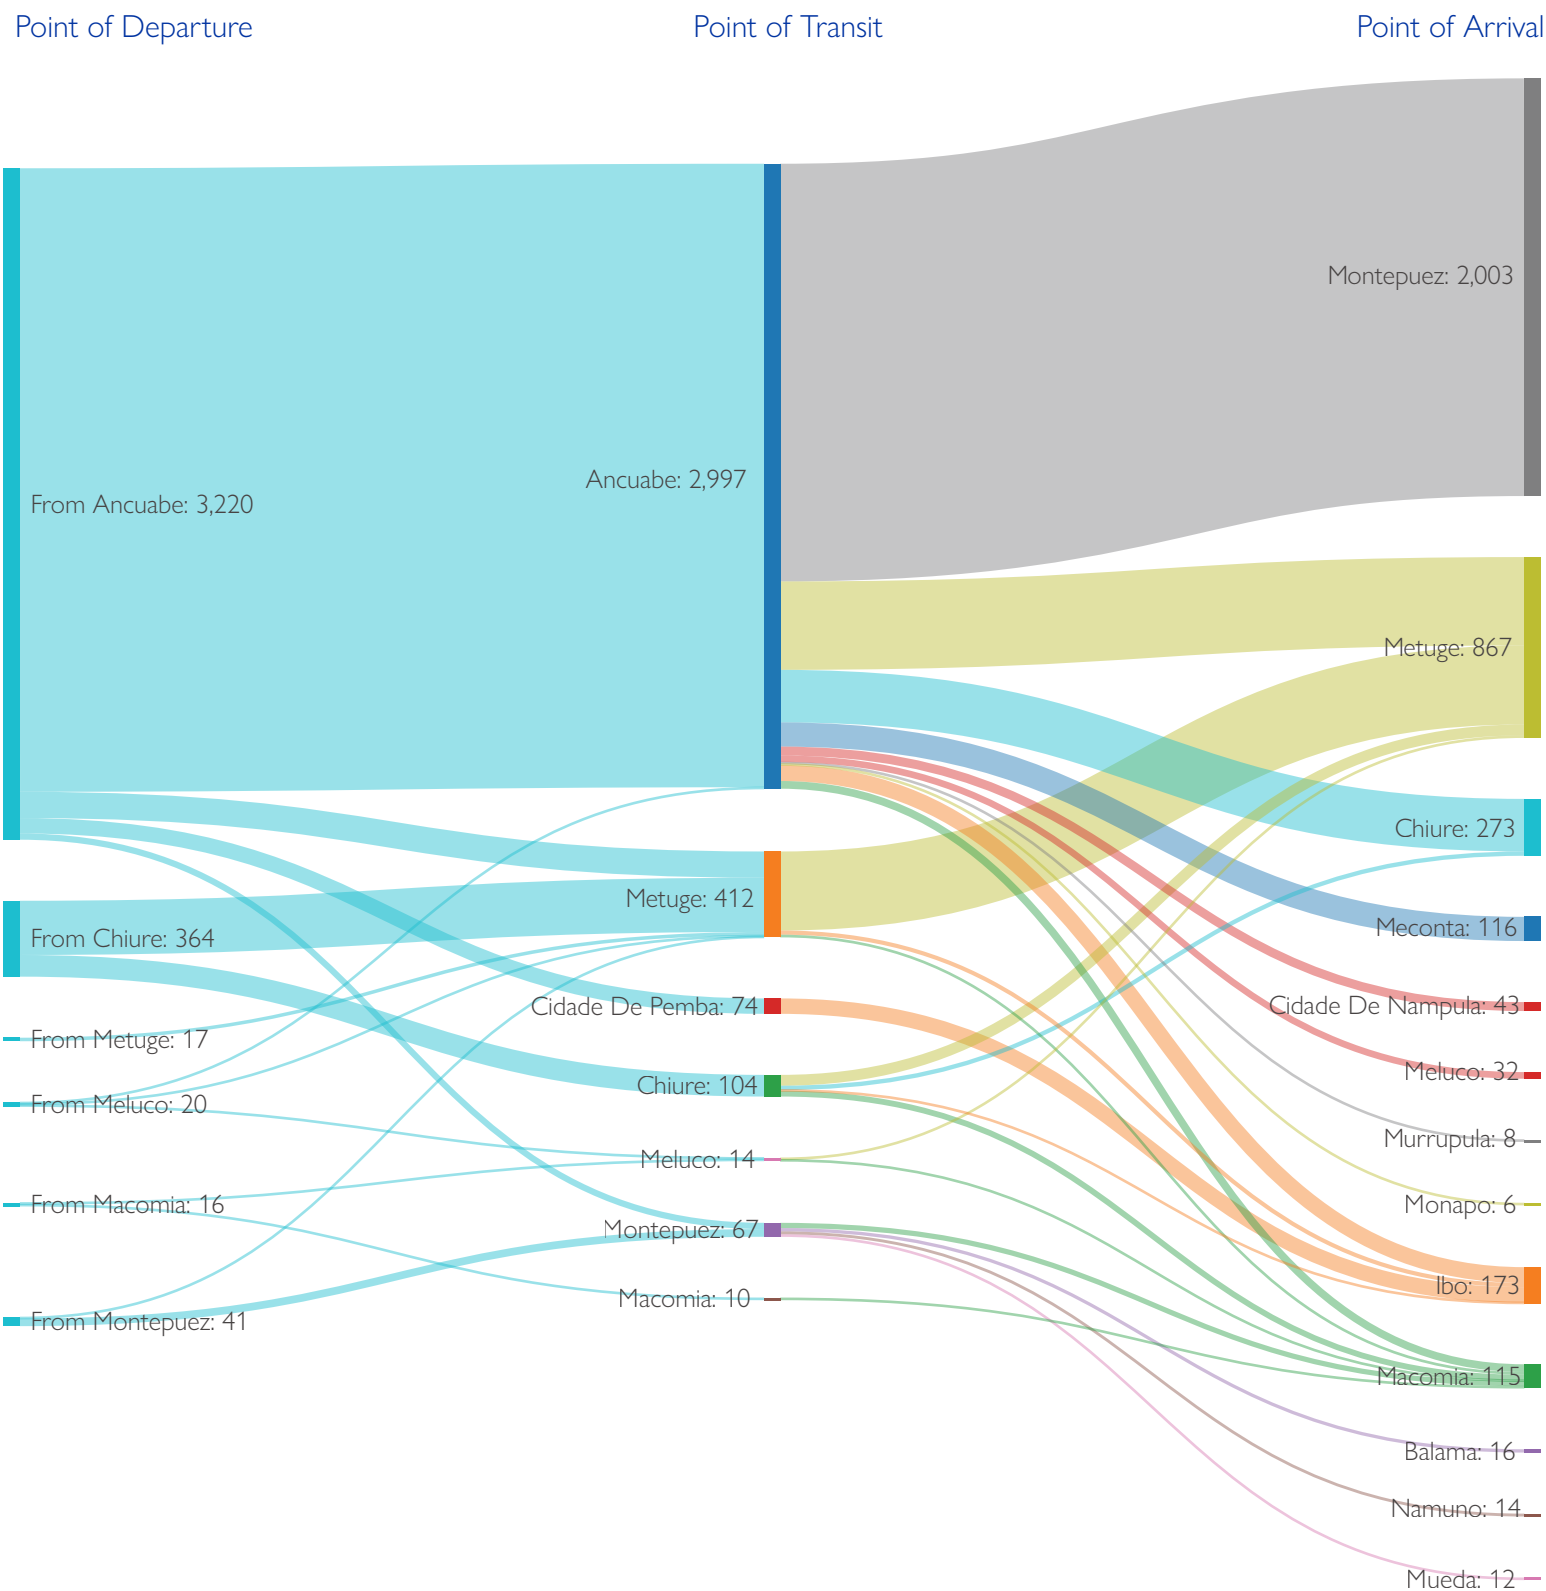 Point of Departure
Point of Transit
Point of Arrival
From Ancuabe: 3,220
From Chiure: 364
From Metuge: 17
From Meluco: 20
From Macomia: 16
From Montepuez: 41
Ancuabe: 2,997
Metuge: 412
Cidade De Pemba: 74
Chiure: 104
Meluco: 14
Montepuez: 67
Macomia: 10
Montepuez: 2,003
Metuge: 867
Chiure: 273
Meconta: 116
Cidade De Nampula: 43
Meluco: 32
Murrupula: 8
Monapo: 6
Ibo: 173
Macomia: 115
Balama: 16
Namuno: 14
Mueda: 12